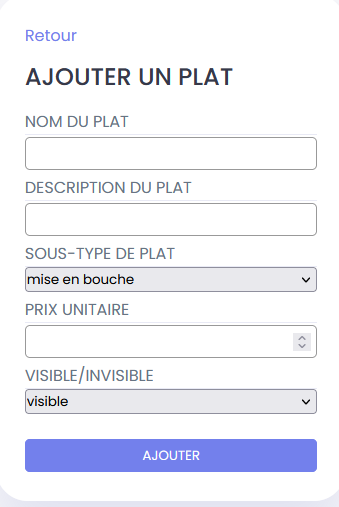 Retour
AJOUTER UN PLAT
NOM DU PLAT
DESCRIPTION DU PLAT
SOUS-TYPE DE PLAT
mise en bouche
PRIX UNITAIRE
VISIBLE/INVISIBLE
visible
AJOUTER